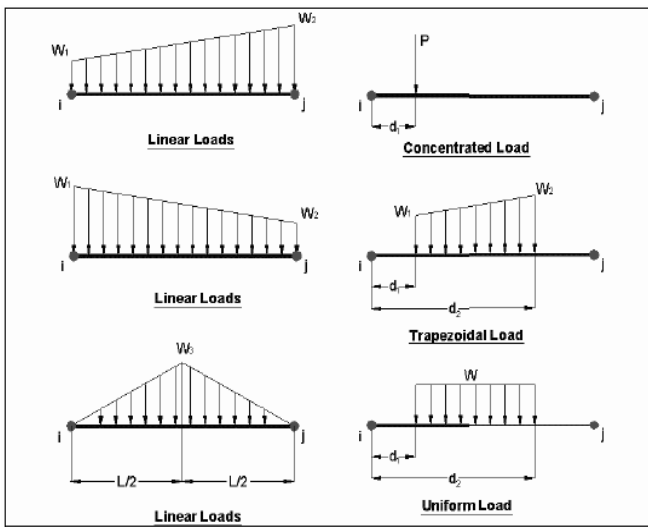 W₁
W₂
i
j
Linear Loads
P
i
j
d₁
Concentrated Load
W₁
W₂
i
j
Linear Loads
W₁
W₂
i
j
d₁
d₂
Trapezoidal Load
W₃
i
j
L/2
L/2
Linear Loads
W
i
j
d₁
d₂
Uniform Load